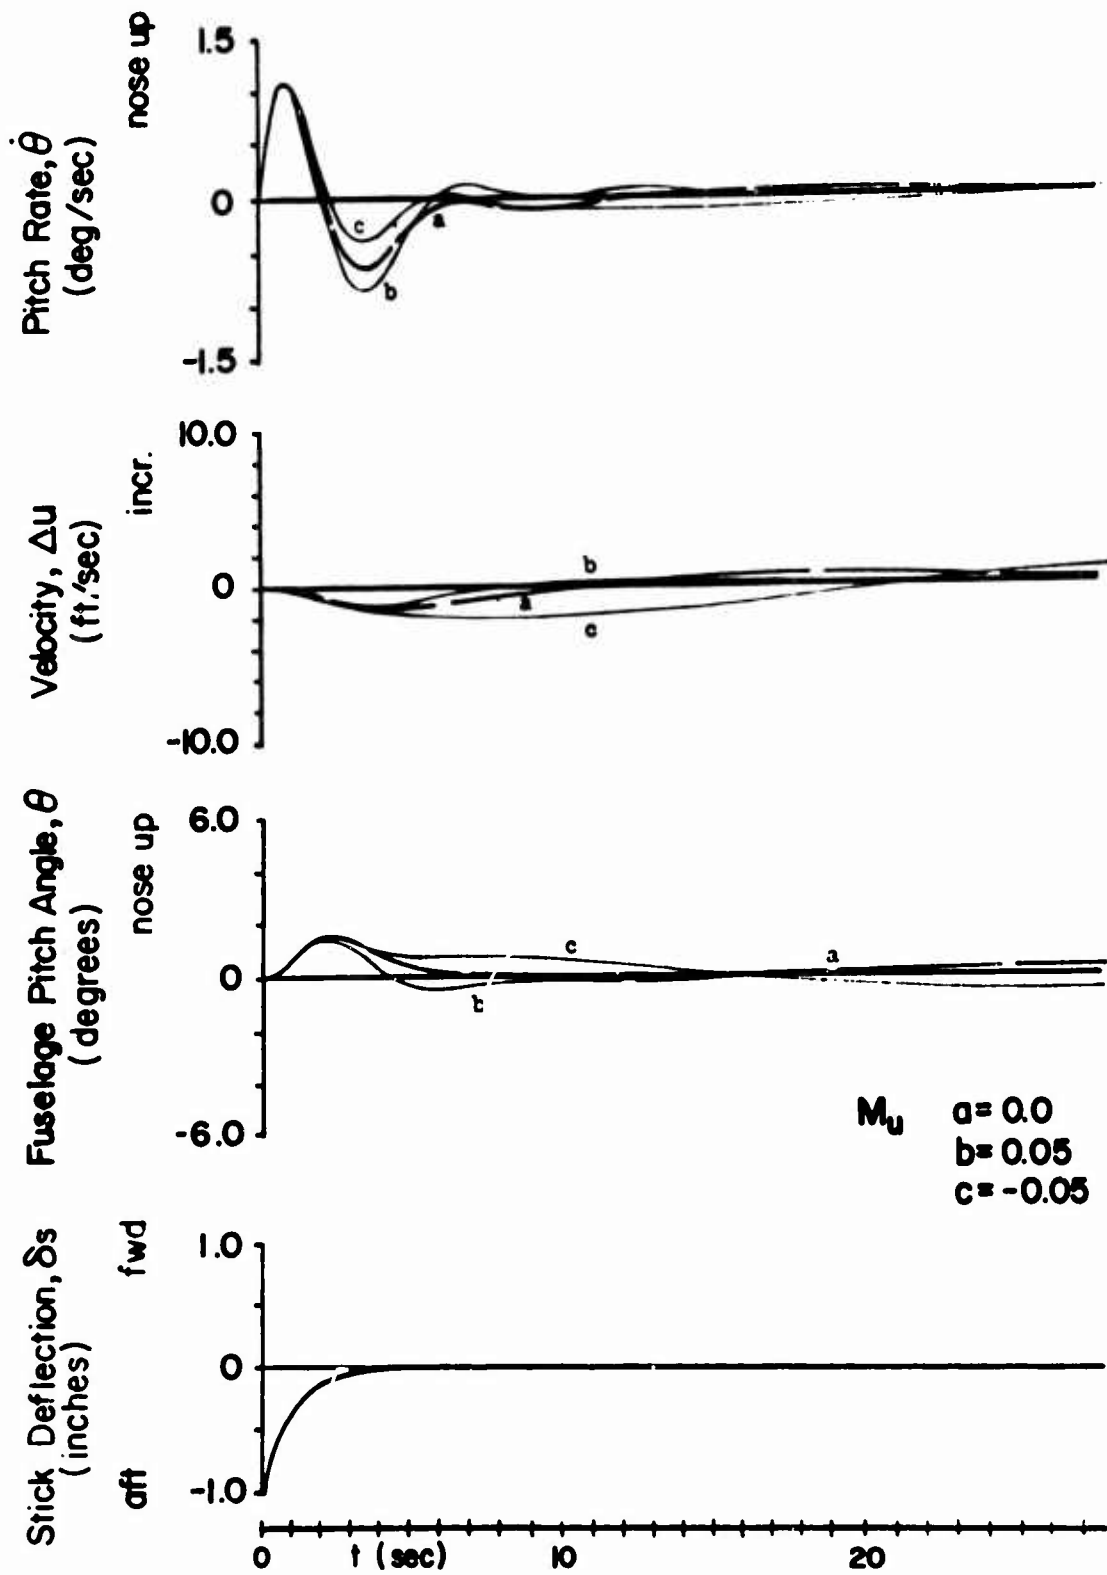 Pitch Rate, θ̇
(deg/sec)
nose up
1.5
0
-1.5
c
a
b
Velocity, Δu
(ft./sec)
incr.
10.0
0
-10.0
b
a
c
Fuselage Pitch Angle, θ
(degrees)
nose up
6.0
0
-6.0
c
a
b
Mu a= 0.0
b= 0.05
c= -0.05
Stick Deflection, δs
(inches)
aft fwd
1.0
0
-1.0
0 t (sec) 10 20